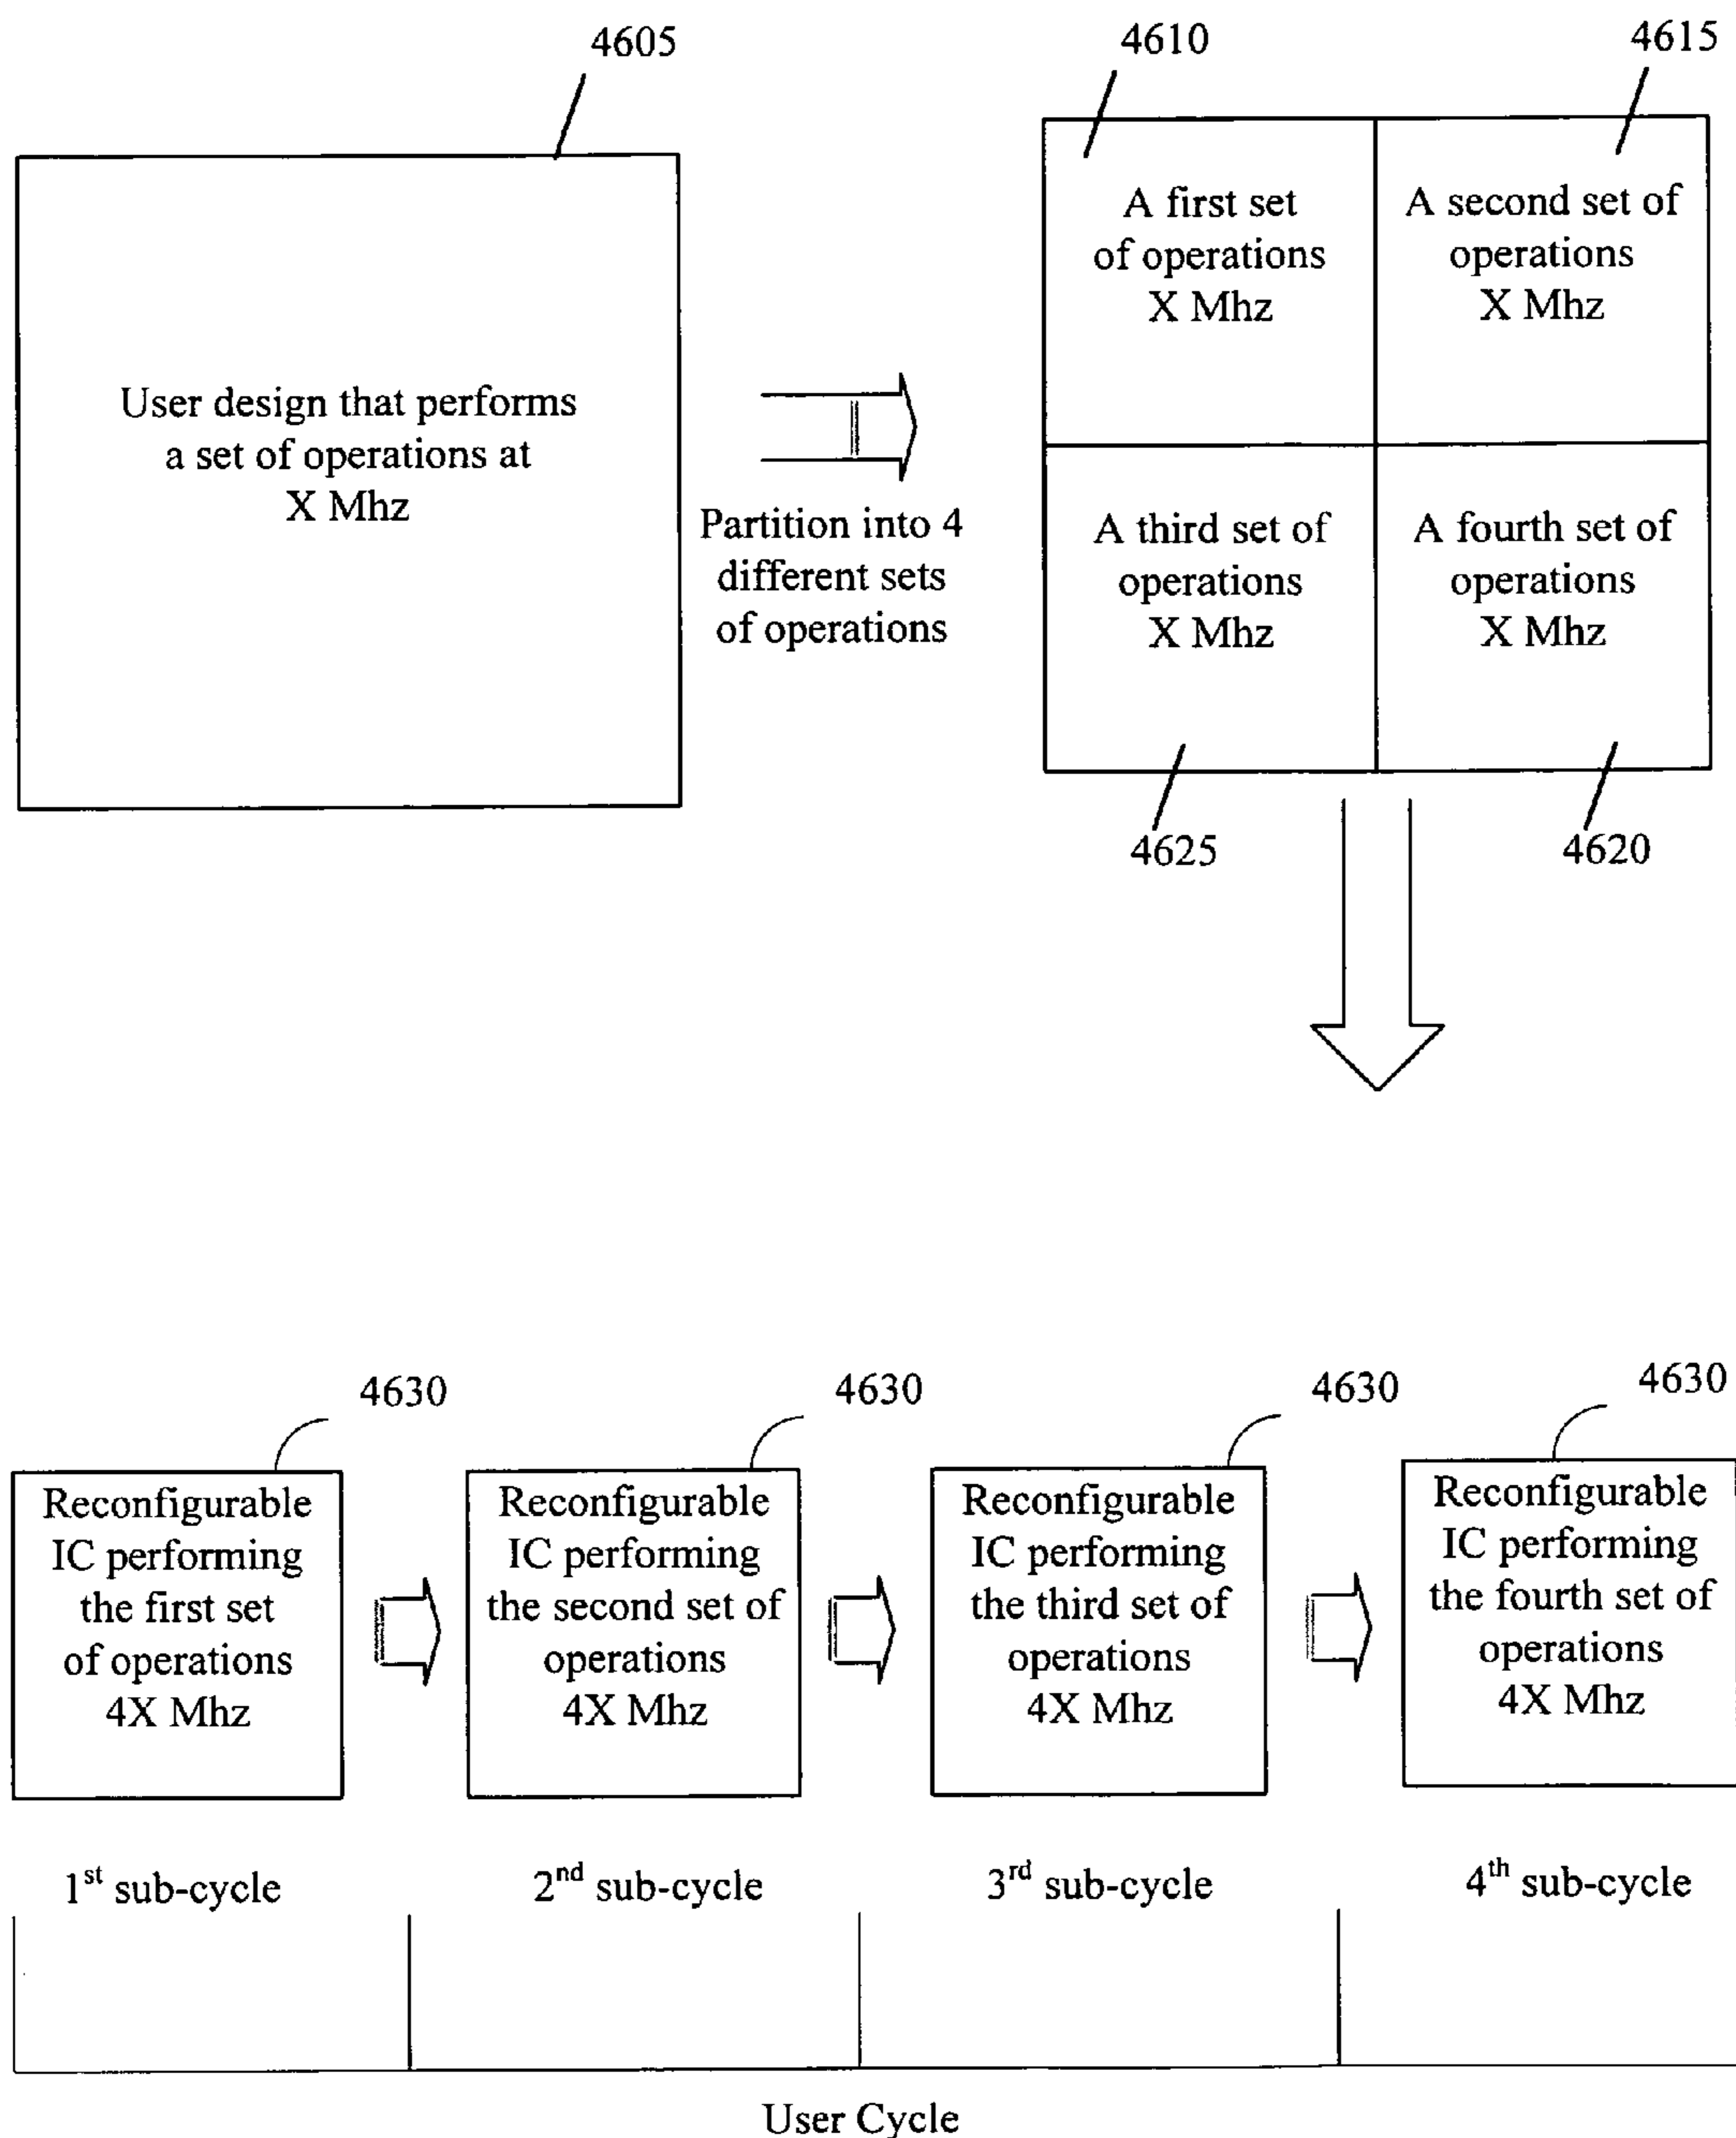 4605
4610
4615
User design that performs
a set of operations at
X Mhz
Partition into 4
different sets
of operations
A first set
of operations
X Mhz
A second set of
operations
X Mhz
A third set of
operations
X Mhz
A fourth set of
operations
X Mhz
4625
4620
4630
4630
4630
4630
Reconfigurable
IC performing
the first set
of operations
4X Mhz
Reconfigurable
IC performing
the second set of
operations
4X Mhz
Reconfigurable
IC performing
the third set of
operations
4X Mhz
Reconfigurable
IC performing
the fourth set of
operations
4X Mhz
1st sub-cycle
2nd sub-cycle
3rd sub-cycle
4th sub-cycle
User Cycle